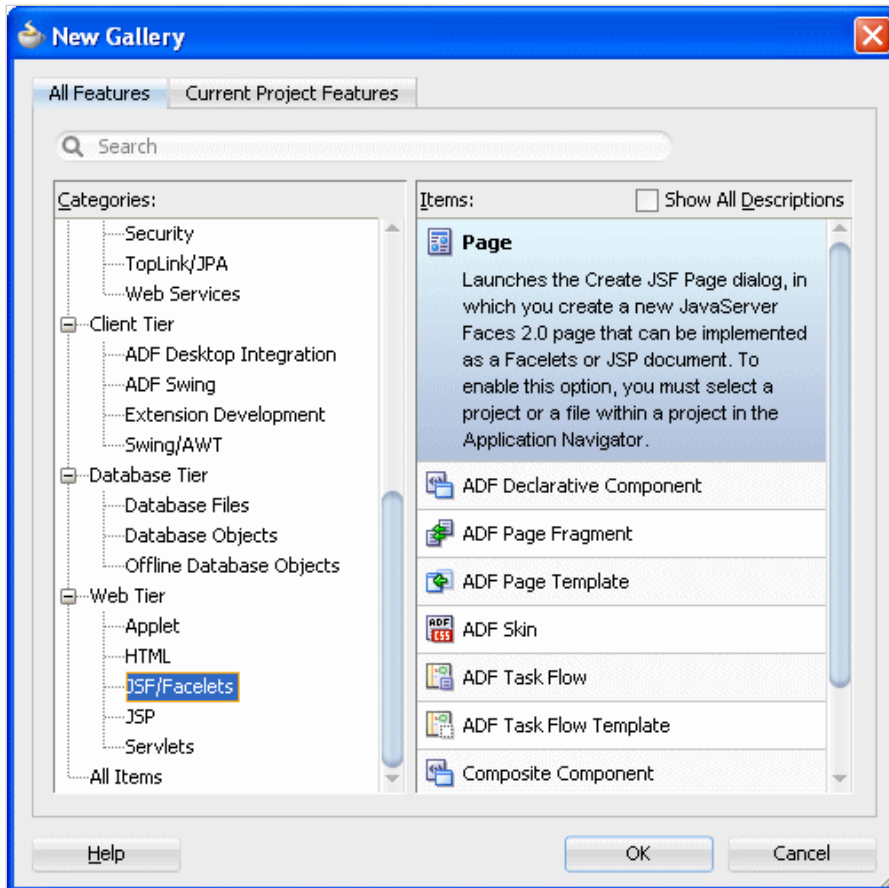 New Gallery
All Features
Current Project Features
Search
Categories:
Security
TopLink/JPA
Web Services
Client Tier
ADF Desktop Integration
ADF Swing
Extension Development
Swing/AWT
Database Tier
Database Files
Database Objects
Offline Database Objects
Web Tier
Applet
HTML
JSF/Facelets
JSP
Servlets
All Items
Items:
Show All Descriptions
Page
Launches the Create JSF Page dialog, in
which you create a new JavaServer
Faces 2.0 page that can be implemented
as a Facelets or JSP document. To
enable this option, you must select a
project or a file within a project in the
Application Navigator.
ADF Declarative Component
ADF Page Fragment
ADF Page Template
ADF CSS
ADF Skin
ADF Task Flow
ADF Task Flow Template
Composite Component
Help
OK
Cancel